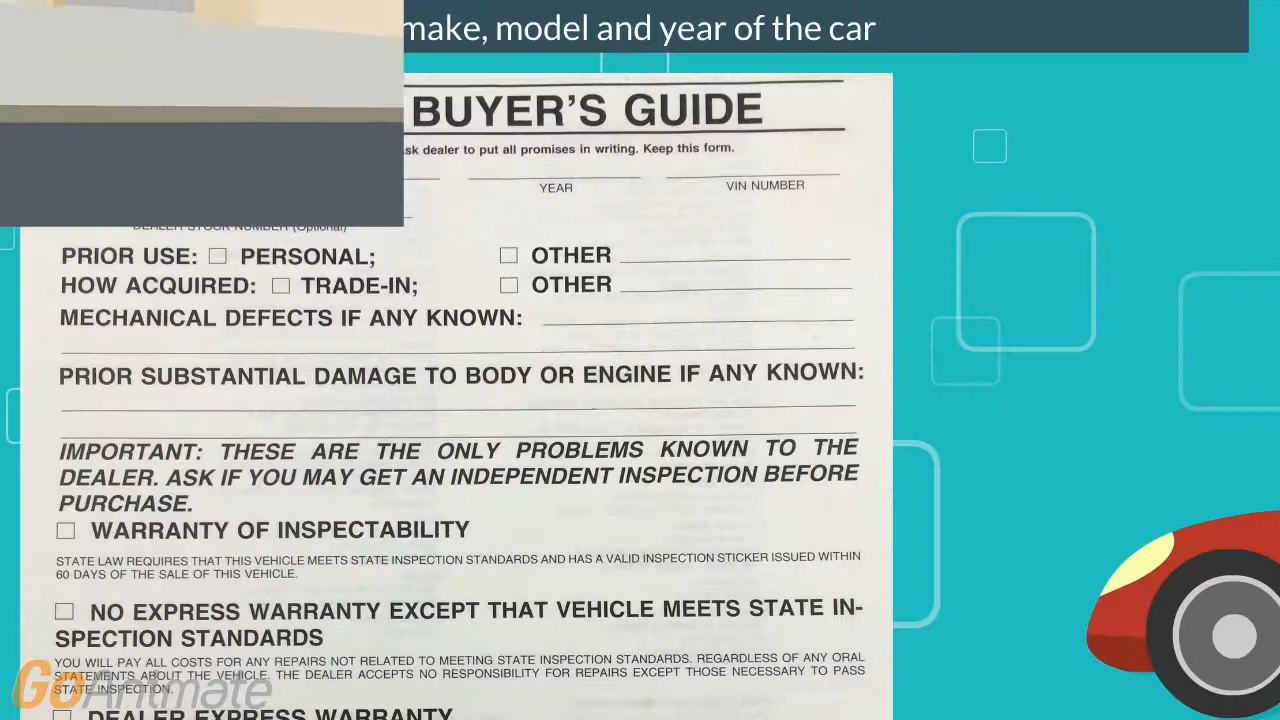 make, model and year of the car
BUYER'S GUIDE
sk dealer to put all promises in writing. Keep this form.
YEAR VIN NUMBER
DEALER STOCK NUMBER (Optional)
PRIOR USE: ☐ PERSONAL; ☐ OTHER
HOW ACQUIRED: ☐ TRADE-IN; ☐ OTHER
MECHANICAL DEFECTS IF ANY KNOWN:
PRIOR SUBSTANTIAL DAMAGE TO BODY OR ENGINE IF ANY KNOWN:
IMPORTANT: THESE ARE THE ONLY PROBLEMS KNOWN TO THE
DEALER. ASK IF YOU MAY GET AN INDEPENDENT INSPECTION BEFORE
PURCHASE.
☐ WARRANTY OF INSPECTABILITY
STATE LAW REQUIRES THAT THIS VEHICLE MEETS STATE INSPECTION STANDARDS AND HAS A VALID INSPECTION STICKER ISSUED WITHIN
60 DAYS OF THE SALE OF THIS VEHICLE.
☐ NO EXPRESS WARRANTY EXCEPT THAT VEHICLE MEETS STATE IN-
SPECTION STANDARDS
YOU WILL PAY ALL COSTS FOR ANY REPAIRS NOT RELATED TO MEETING STATE INSPECTION STANDARDS. REGARDLESS OF ANY ORAL
STATEMENTS ABOUT THE VEHICLE. THE DEALER ACCEPTS NO RESPONSIBILITY FOR REPAIRS EXCEPT THOSE NECESSARY TO PASS
STATE INSPECTION.
GoAnimate
☐ DEALER EXPRESS WARRANTY